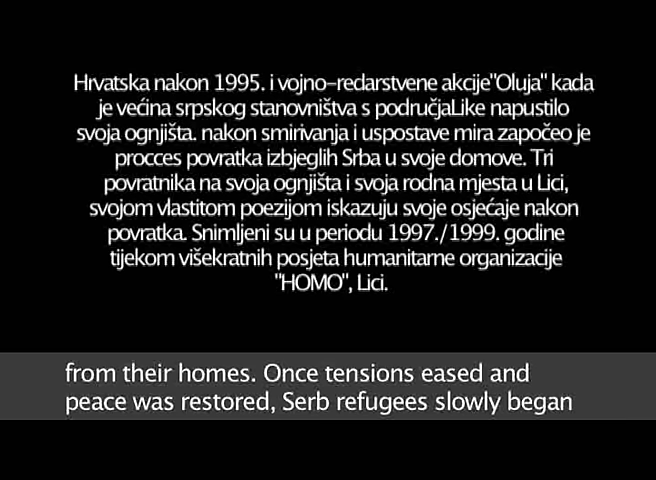 Hrvatska nakon 1995. i vojno-redarstvene akcije"Oluja" kada
je većina srpskog stanovništva s područjaLike napustilo
svoja ognjišta. nakon smirivanja i uspostave mira započeo je
procces povratka izbjeglih Srba u svoje domove. Tri
povratnika na svoja ognjišta i svoja rodna mjesta u Lici,
svojom vlastitom poezijom iskazuju svoje osjećaje nakon
povratka. Snimljeni su u periodu 1997./1999. godine
tijekom višekratnih posjeta humanitarne organizacije
"HOMO", Lici.
from their homes. Once tensions eased and
peace was restored, Serb refugees slowly began